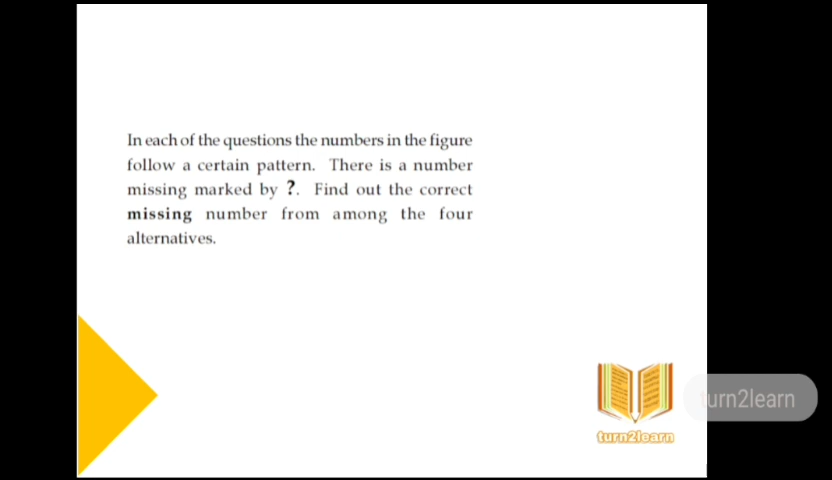 In each of the questions the numbers in the figure
follow a certain pattern. There is a number
missing marked by ?. Find out the correct
missing number from among the four
alternatives.
turn2learn
turn2learn